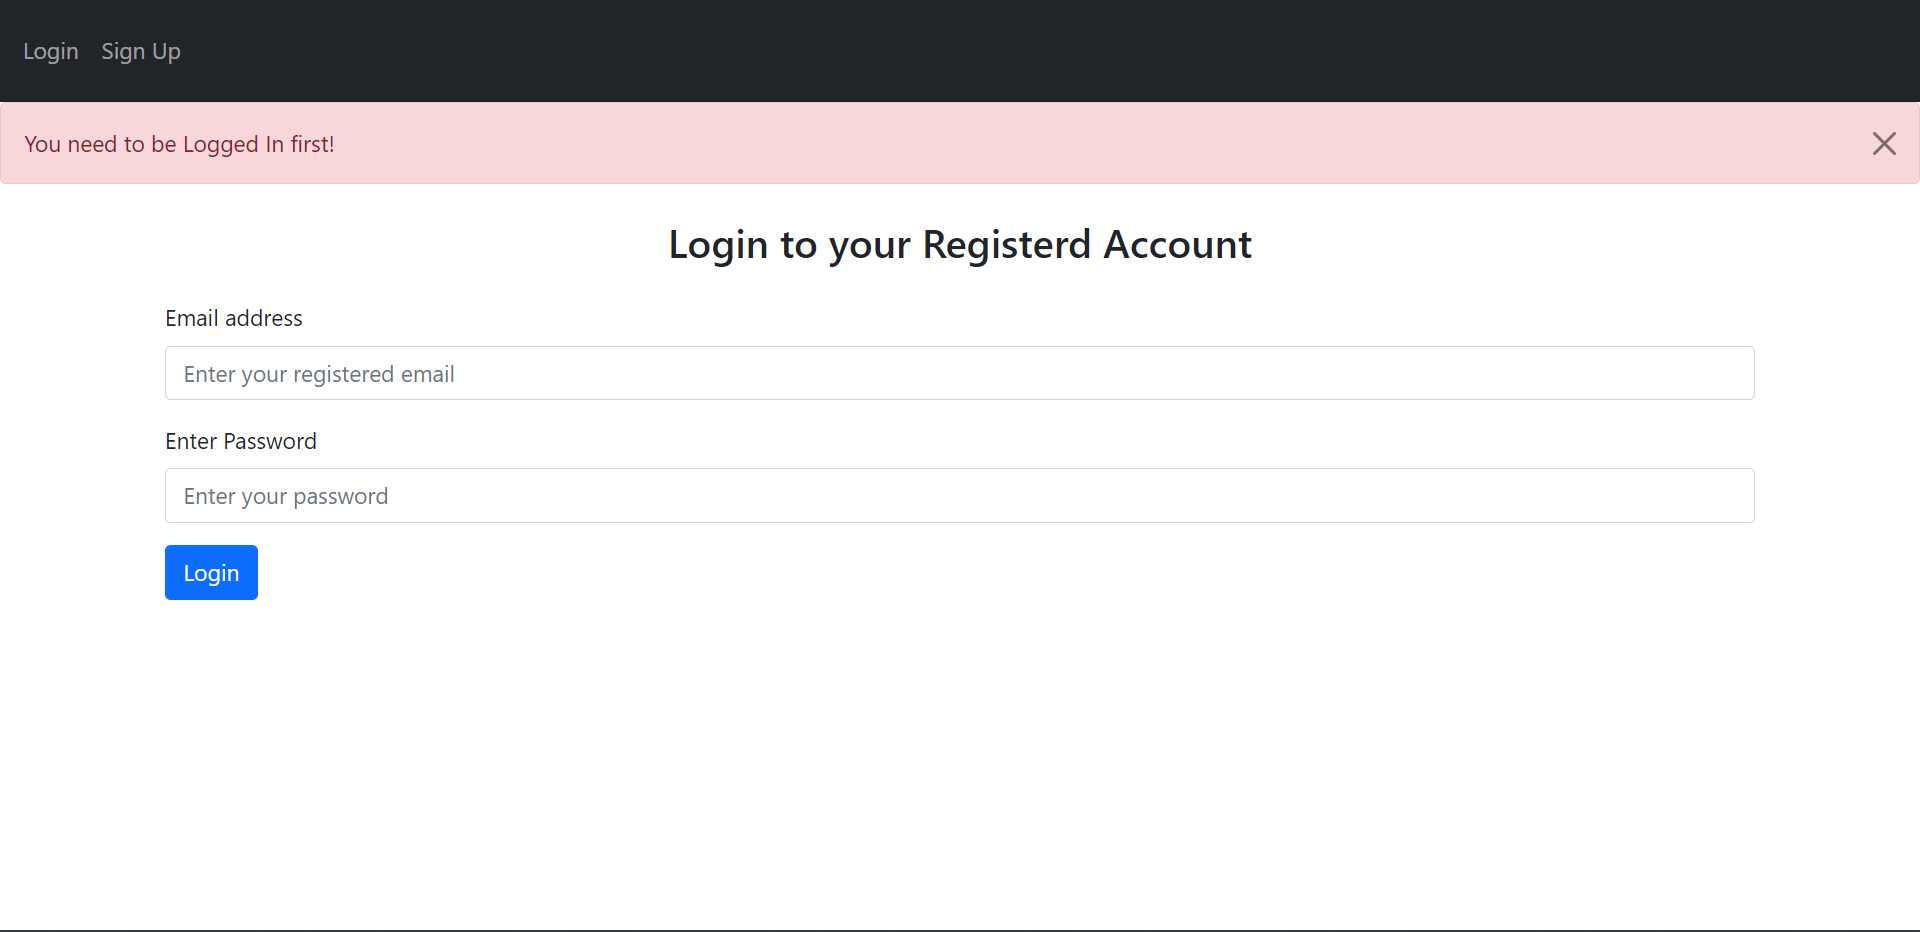 Login Sign Up
You need to be Logged In first!
Login to your Registerd Account
Email address
Enter your registered email
Enter Password
Enter your password
Login